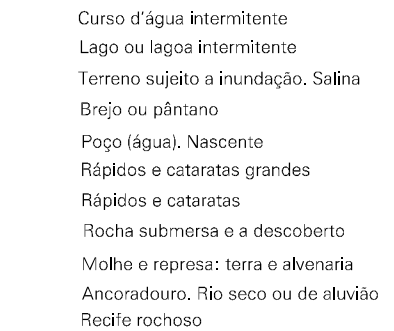 Curso d'água intermitente
Lago ou lagoa intermitente
Terreno sujeito a inundação. Salina
Brejo ou pântano
Poço (água). Nascente
Rápidos e cataratas grandes
Rápidos e cataratas
Rocha submersa e a descoberto
Molhe e represa: terra e alvenaria
Ancoradouro. Rio seco ou de aluvião
Recife rochoso